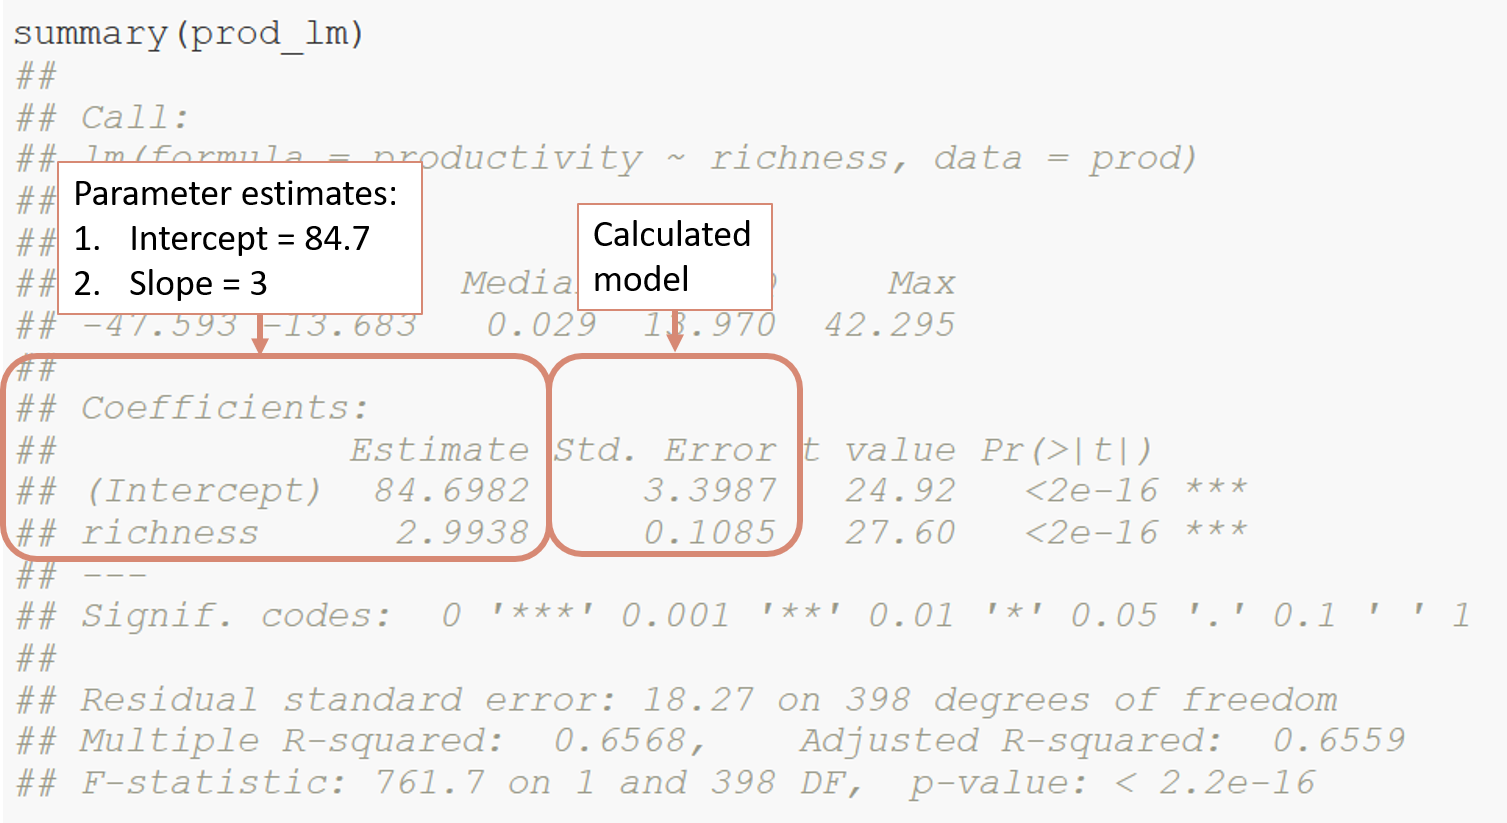 summary(prod_lm)
##
## Call:
## lm(formula = productivity ~ richness, data = prod)
##
##
## Max
## -47.593 -13.683 0.029 18.970 42.295
Parameter estimates:
1. Intercept = 84.7
2. Slope = 3
Calculated
model
##
## Coefficients:
## Estimate Std. Error t value Pr(>|t|)
## (Intercept) 84.6982 3.3987 24.92 <2e-16 ***
## richness 2.9938 0.1085 27.60 <2e-16 ***
## ---
## Signif. codes: 0 '***' 0.001 '**' 0.01 '*' 0.05 '.' 0.1 ' ' 1
##
## Residual standard error: 18.27 on 398 degrees of freedom
## Multiple R-squared: 0.6568, Adjusted R-squared: 0.6559
## F-statistic: 761.7 on 1 and 398 DF, p-value: < 2.2e-16